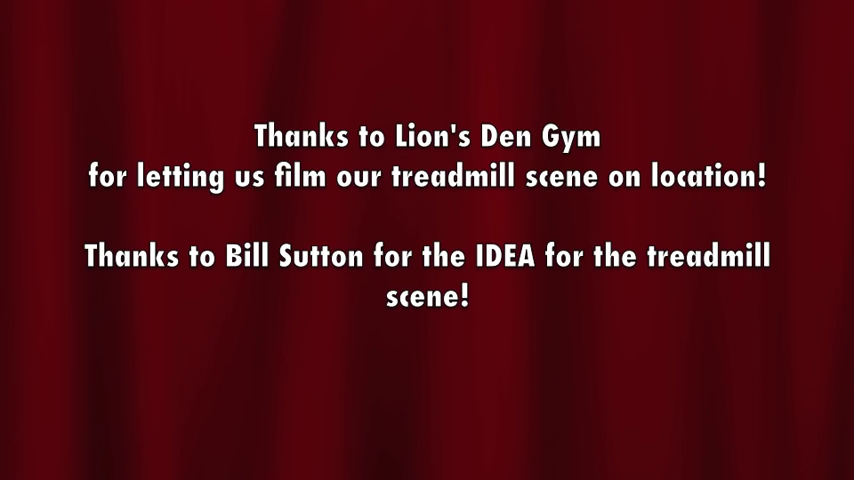 Thanks to Lion's Den Gym
for letting us film our treadmill scene on location!
Thanks to Bill Sutton for the IDEA for the treadmill
scene!